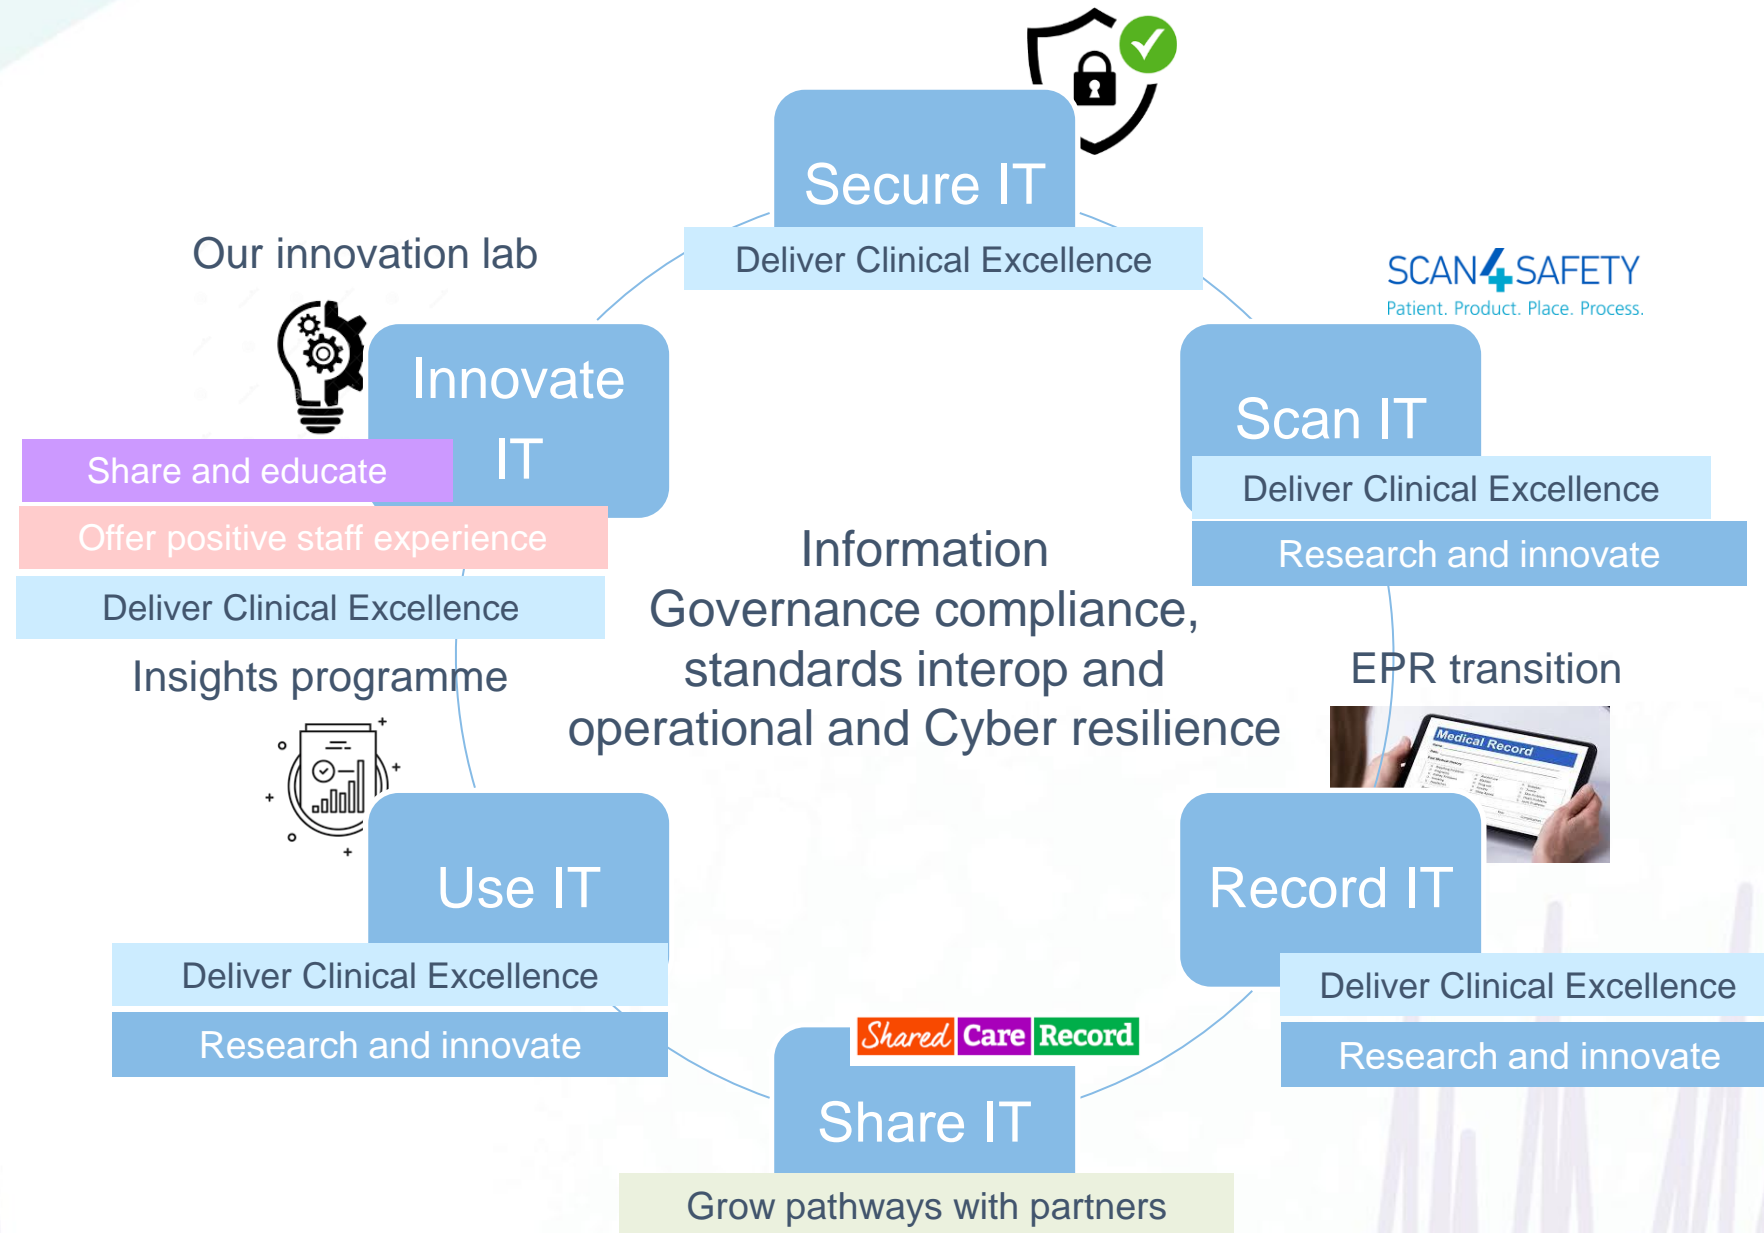 Secure IT
Deliver Clinical Excellence
Our innovation lab
SCAN4SAFETY
Patient. Product. Place. Process.
Innovate
IT
Share and educate
Offer positive staff experience
Deliver Clinical Excellence
Scan IT
Deliver Clinical Excellence
Research and innovate
Information
Governance compliance,
standards interop and
operational and Cyber resilience
Insights programme
EPR transition
Medical Record
Use IT
Deliver Clinical Excellence
Research and innovate
Record IT
Deliver Clinical Excellence
Research and innovate
Shared Care Record
Share IT
Grow pathways with partners